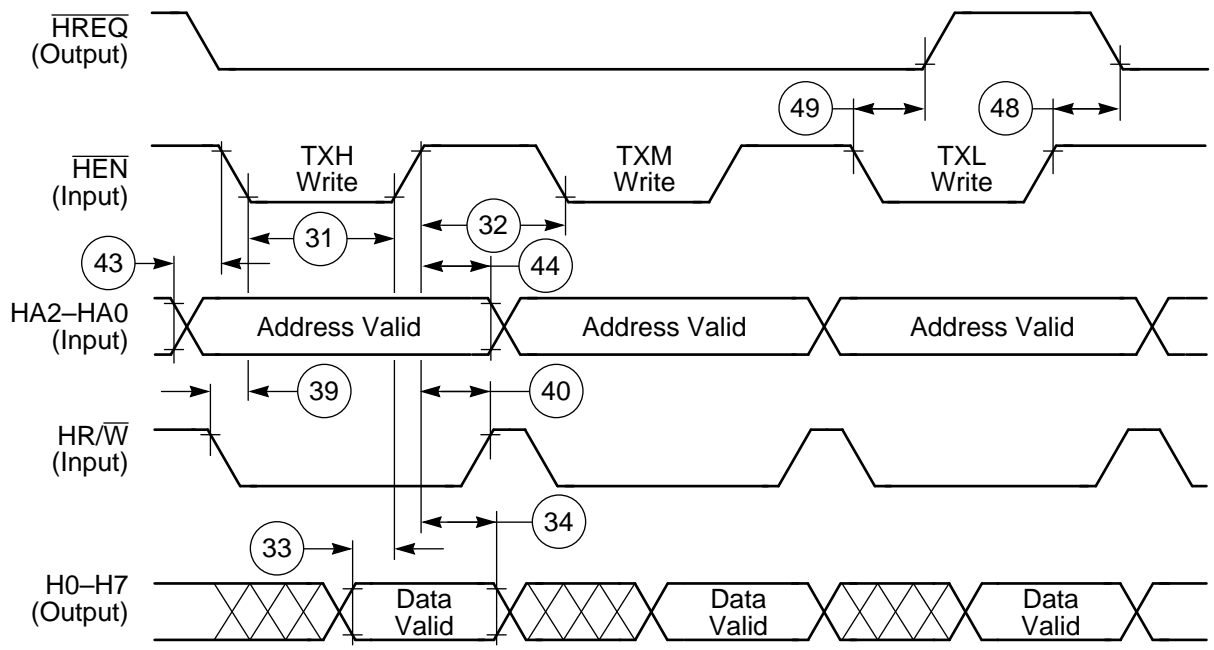 HREQ
(Output)
49
48
HEN
(Input)
TXH
Write
TXM
Write
TXL
Write
31
32
43
44
HA2–HA0
(Input)
Address Valid
Address Valid
Address Valid
39
40
HR/W
(Input)
34
33
H0–H7
(Output)
Data
Valid
Data
Valid
Data
Valid